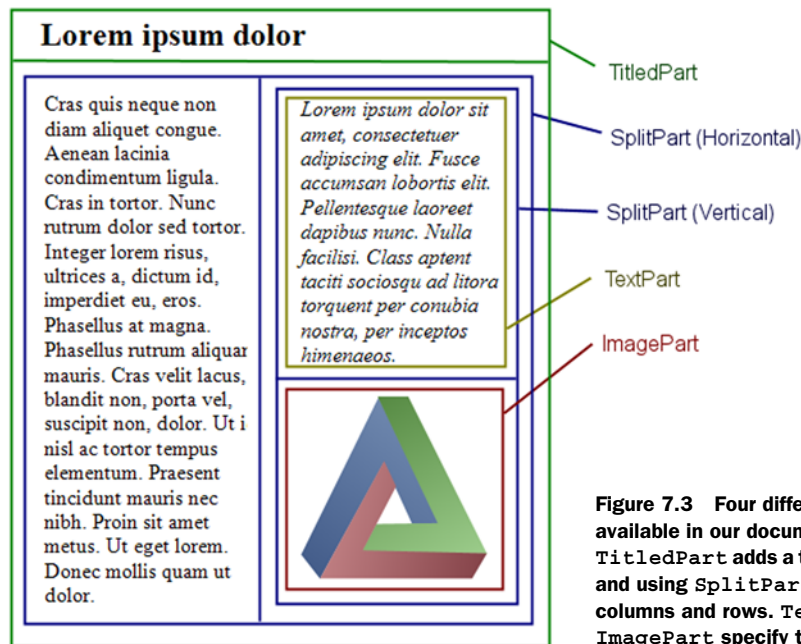 Lorem ipsum dolor
Cras quis neque non
diam aliquet congue.
Aenean lacinia
condimentum ligula.
Cras in tortor. Nunc
rutrum dolor sed tortor.
Integer lorem risus,
ultrices a, dictum id,
imperdiet eu, eros.
Phasellus at magna.
Phasellus rutrum aliquar
mauris. Cras velit lacus,
blandit non, porta vel,
suscipit non, dolor. Ut i
nisl ac tortor tempus
elementum. Praesent
tincidunt mauris nec
nibh. Proin sit amet
metus. Ut eget lorem.
Donec mollis quam ut
dolor.
Lorem ipsum dolor sit
amet, consectetuer
adipiscing elit. Fusce
accumsan lobortis elit.
Pellentesque laoreet
dapibus nunc. Nulla
facilisi. Class aptent
taciti sociosqu ad litora
torquent per conubia
nostra, per inceptos
himenaeos.
TitledPart
SplitPart (Horizontal)
SplitPart (Vertical)
TextPart
ImagePart
Figure 7.3 Four diffe
available in our docum
TitledPart adds a t
and using SplitPar
columns and rows. Te
ImagePart specify t